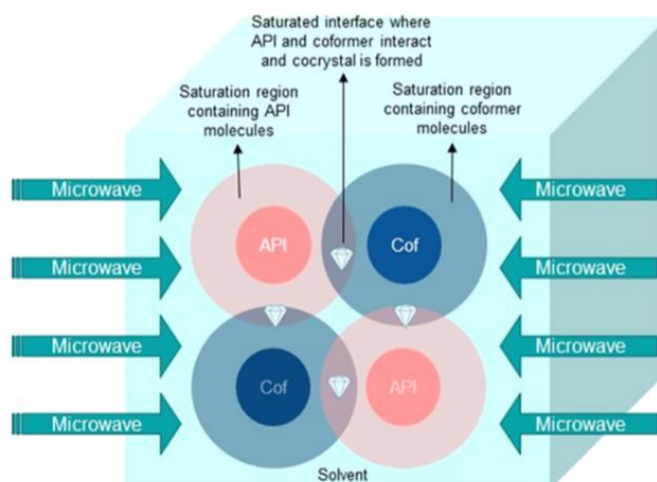 Saturated interface where
API and coformer interact
and cocrystal is formed
Saturation region
containing API
molecules
Saturation region
containing coformer
molecules
Microwave
Microwave
API
Cof
Microwave
Microwave
Microwave
Microwave
Cof
API
Microwave
Microwave
Solvent